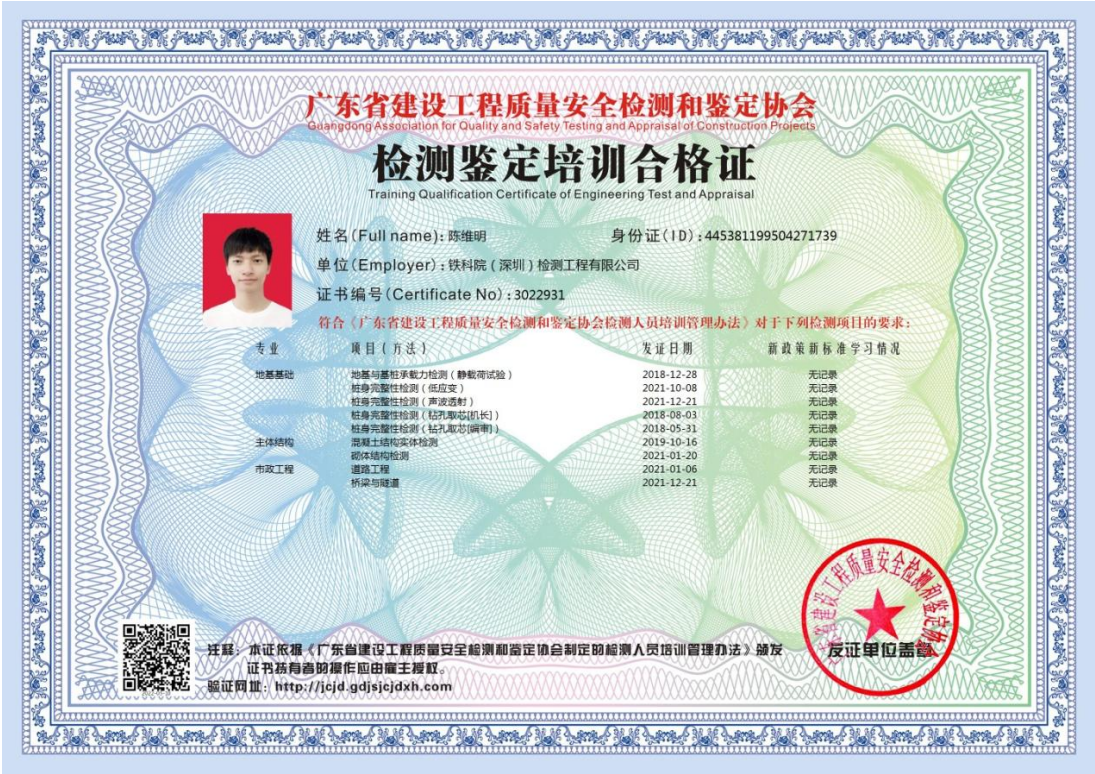 广东省建设工程质量安全检测和鉴定协会
Guangdong Association for Quality and Safety Testing and Appraisal of Construction Projects
检测鉴定培训合格证
Training Qualification Certificate of Engineering Test and Appraisal
姓名(Full name): 陈维明 身份证(ID): 445381199504271739
单位(Employer): 铁科院（深圳）检测工程有限公司
证书编号(Certificate No): 3022931
符合《广东省建设工程质量安全检测和鉴定协会检测人员培训管理办法》对于下列检测项目的要求:
专业 项目(方法) 发证日期 新政策新标准学习情况
地基基础 地基与基桩承载力检测（静载荷试验） 2018-12-28 无记录
桩身完整性检测（低应变） 2021-10-08 无记录
桩身完整性检测（声波透射） 2021-12-21 无记录
桩身完整性检测（钻孔取芯[机长]） 2018-08-03 无记录
桩身完整性检测（钻孔取芯[编审]） 2018-05-31 无记录
主体结构 混凝土结构实体检测 2019-10-16 无记录
砌体结构检测 2021-01-20 无记录
市政工程 道路工程 2021-01-06 无记录
桥梁与隧道 2021-12-21 无记录
广东省建设工程质量安全检测和鉴定协会
注释: 本证依据《广东省建设工程质量安全检测和鉴定协会制定的检测人员培训管理办法》颁发
证书持有者的操作应由雇主授权。
发证单位盖章
验证网址: http://jcjd.gdjsjcjdxh.com